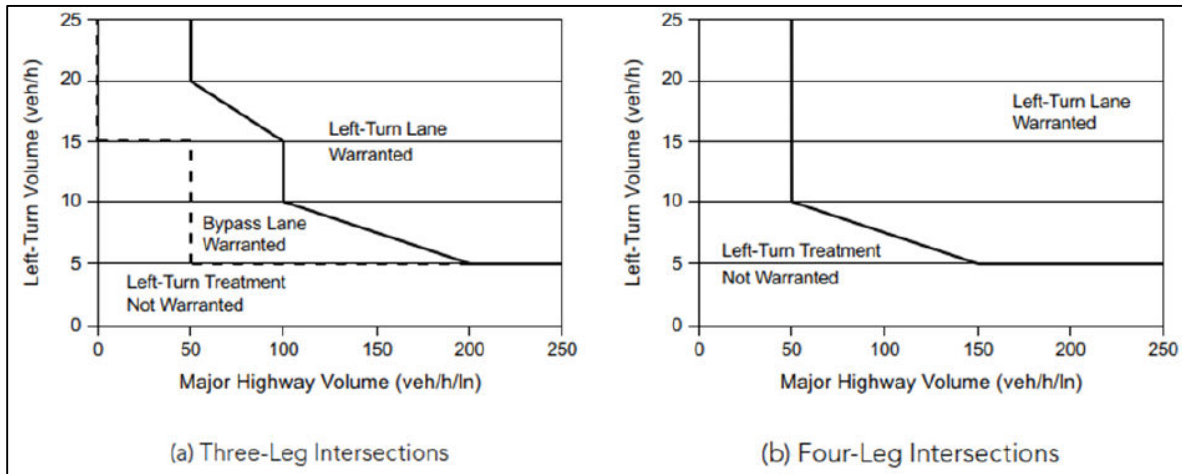 25
20
15
10
5
0
Left-Turn Volume (veh/h)
Left-Turn Lane
Warranted
Bypass Lane
Warranted
Left-Turn Treatment
Not Warranted
0 50 100 150 200 250
Major Highway Volume (veh/h/ln)
(a) Three-Leg Intersections
25
20
15
10
5
0
Left-Turn Volume (veh/h)
Left-Turn Lane
Warranted
Left-Turn Treatment
Not Warranted
0 50 100 150 200 250
Major Highway Volume (veh/h/ln)
(b) Four-Leg Intersections